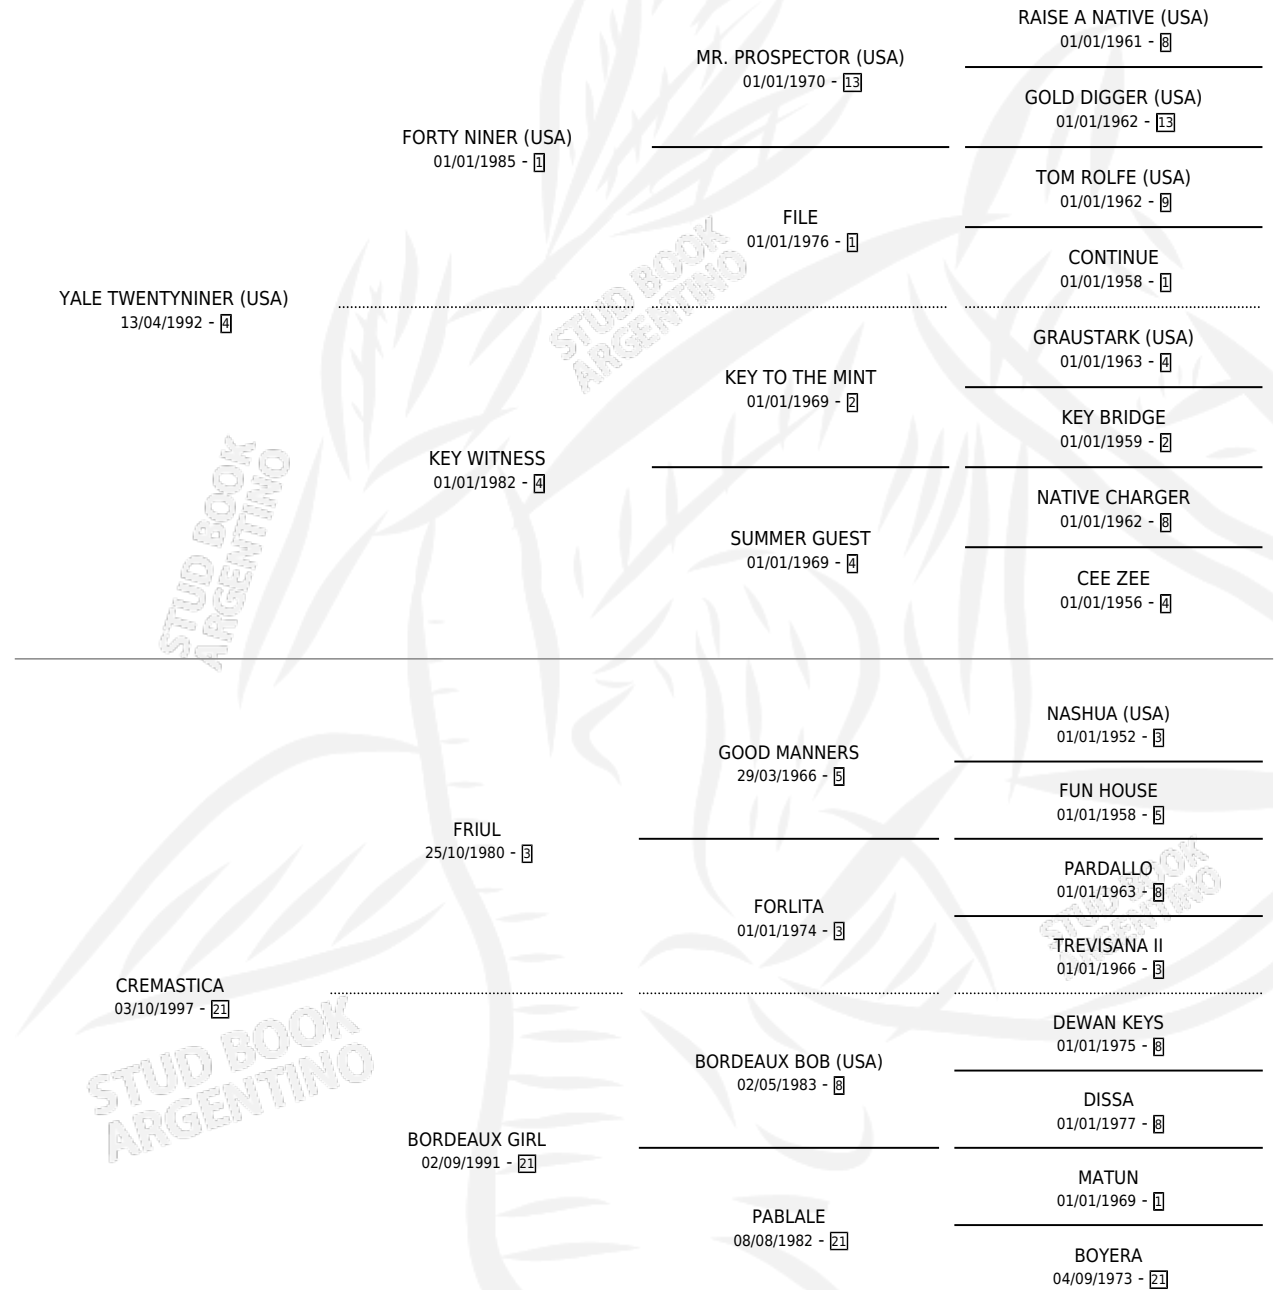 RAISE A NATIVE (USA)
01/01/1961 - 8
MR. PROSPECTOR (USA)
01/01/1970 - 13
GOLD DIGGER (USA)
01/01/1962 - 13
FORTY NINER (USA)
01/01/1985 - 1
TOM ROLFE (USA)
01/01/1962 - 9
FILE
01/01/1976 - 1
CONTINUE
01/01/1958 - 1
YALE TWENTYNINER (USA)
13/04/1992 - 4
STUD BOOK
ARGENTINO
GRAUSTARK (USA)
01/01/1963 - 4
KEY TO THE MINT
01/01/1969 - 2
KEY BRIDGE
01/01/1959 - 2
KEY WITNESS
01/01/1982 - 4
NATIVE CHARGER
01/01/1962 - 8
SUMMER GUEST
01/01/1969 - 4
CEE ZEE
01/01/1956 - 4
STUD BOOK
ARGENTINO
NASHUA (USA)
01/01/1952 - 3
GOOD MANNERS
29/03/1966 - 5
FUN HOUSE
01/01/1958 - 5
FRIUL
25/10/1980 - 3
PARDALLO
01/01/1963 - 8
FORLITA
01/01/1974 - 3
TREVISANA II
01/01/1966 - 3
STUD BOOK
ARGENTINO
CREMASTICA
03/10/1997 - 21
DEWAN KEYS
01/01/1975 - 8
BORDEAUX BOB (USA)
02/05/1983 - 8
DISSA
01/01/1977 - 8
STUD BOOK
ARGENTINO
BORDEAUX GIRL
02/09/1991 - 21
MATUN
01/01/1969 - 1
PABLALE
08/08/1982 - 21
BOYERA
04/09/1973 - 21